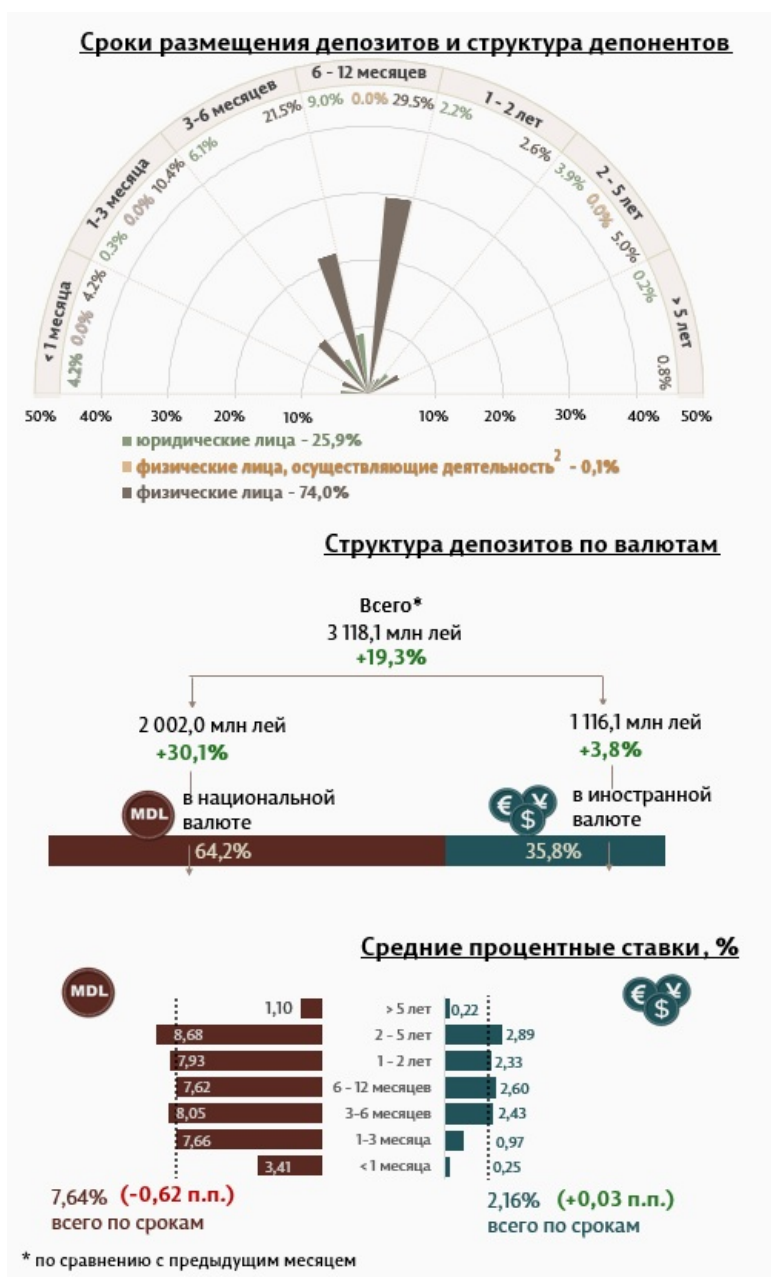 Сроки размещения депозитов и структура депонентов
< 1 месяца
1-3 месяца
3-6 месяцев
6 - 12 месяцев
1 - 2 лет
2 - 5 лет
> 5 лет
4.2% 0.0% 4.2%
0.3% 0.0% 10.4%
6.1% 21.5%
9.0% 0.0% 29.5%
2.2% 2.6%
3.9% 0.0% 5.0%
0.2% 0.8%
50% 40% 30% 20% 10% 10% 20% 30% 40% 50%
юридические лица - 25,9%
физические лица, осуществляющие деятельность2 - 0,1%
физические лица - 74,0%
Структура депозитов по валютам
Всего*
3 118,1 млн лей
+19,3%
2 002,0 млн лей
+30,1%
1 116,1 млн лей
+3,8%
MDL
в национальной
валюте
€ ¥
$
в иностранной
валюте
64,2% 35,8%
Средние процентные ставки, %
MDL
€ ¥
$
1,10 > 5 лет 0,22
8,68 2 - 5 лет 2,89
7,93 1 - 2 лет 2,33
7,62 6 - 12 месяцев 2,60
8,05 3-6 месяцев 2,43
7,66 1-3 месяца 0,97
3,41 < 1 месяца 0,25
7,64% (-0,62 п.п.)
всего по срокам
2,16% (+0,03 п.п.)
всего по срокам
* по сравнению с предыдущим месяцем